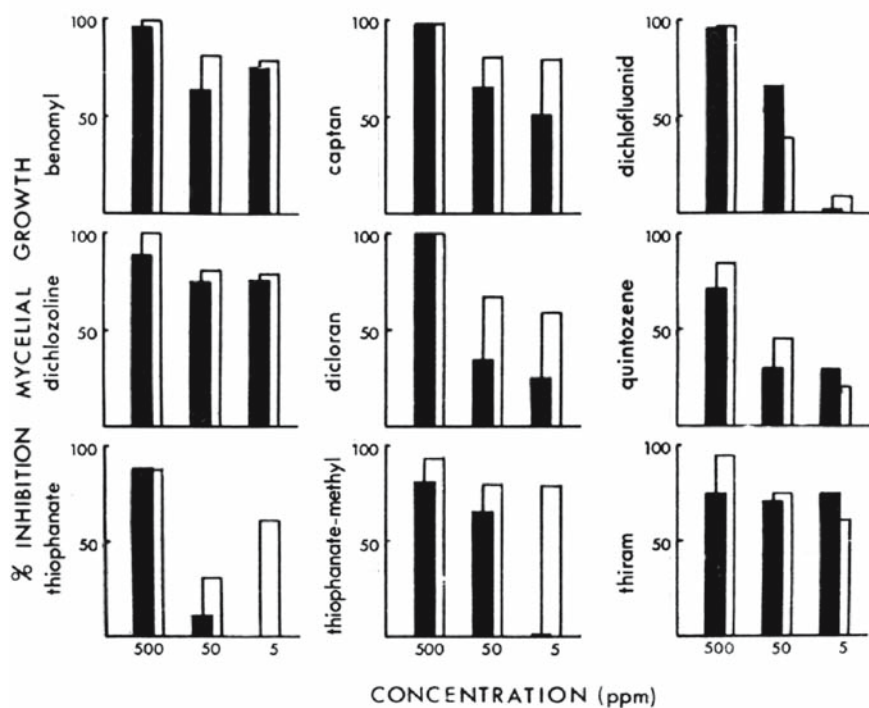 % INHIBITION MYCELIAL GROWTH
benomyl
100
50
captan
100
50
dichlofluanid
100
50
dichlozoline
100
50
dicloran
100
50
quintozene
100
50
thiophanate
100
50
500 50 5
thiophanate-methyl
100
50
500 50 5
thiram
100
50
500 50 5
CONCENTRATION (ppm)